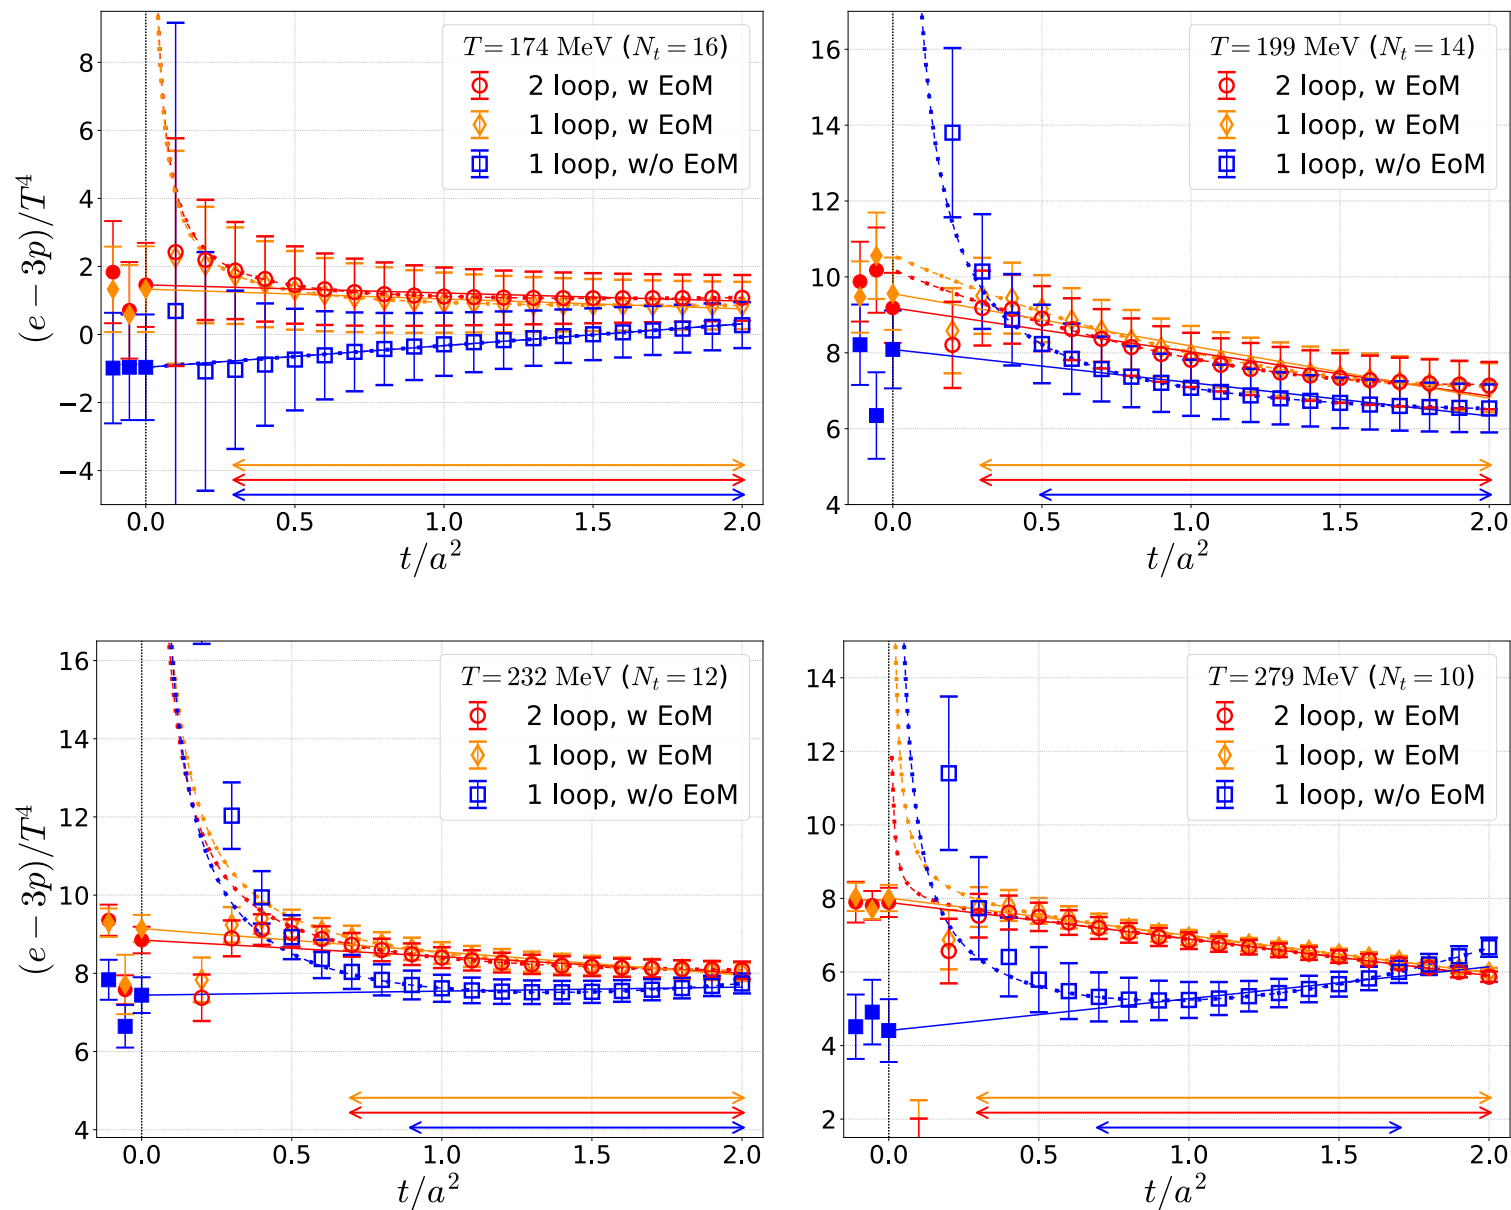 T = 174 MeV (N_t = 16)
2 loop, w EoM
1 loop, w EoM
1 loop, w/o EoM
(e − 3p)/T^4
8
6
4
2
0
−2
−4
0.0 0.5 1.0 1.5 2.0
t/a^2
T = 199 MeV (N_t = 14)
2 loop, w EoM
1 loop, w EoM
1 loop, w/o EoM
16
14
12
10
8
6
4
0.0 0.5 1.0 1.5 2.0
t/a^2
T = 232 MeV (N_t = 12)
2 loop, w EoM
1 loop, w EoM
1 loop, w/o EoM
(e − 3p)/T^4
16
14
12
10
8
6
4
0.0 0.5 1.0 1.5 2.0
t/a^2
T = 279 MeV (N_t = 10)
2 loop, w EoM
1 loop, w EoM
1 loop, w/o EoM
14
12
10
8
6
4
2
0.0 0.5 1.0 1.5 2.0
t/a^2